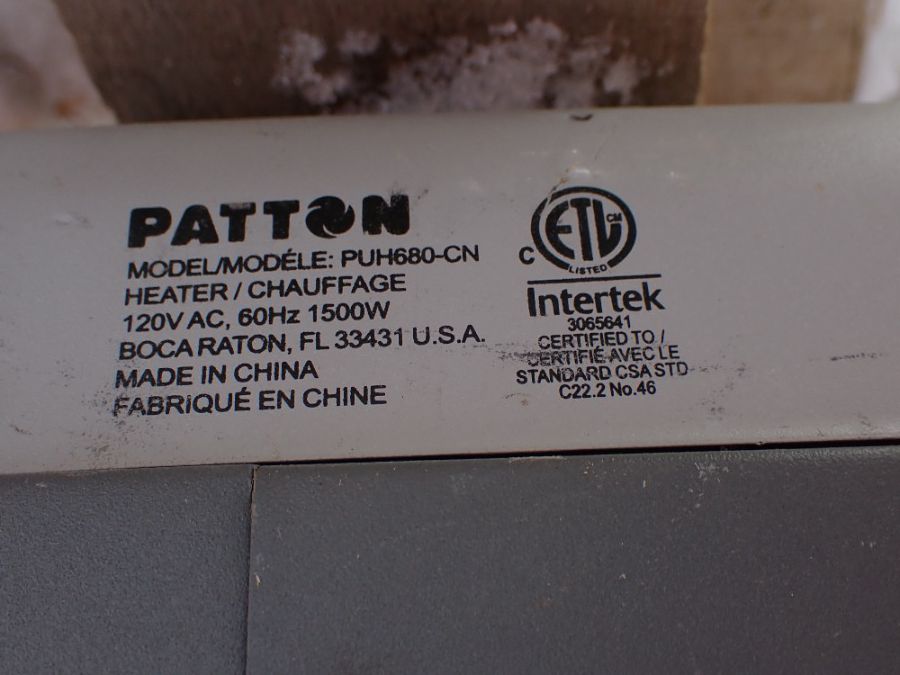 PATTON
MODEL/MODÉLE: PUH680-CN
HEATER / CHAUFFAGE
120V AC, 60Hz 1500W
BOCA RATON, FL 33431 U.S.A.
MADE IN CHINA
FABRIQUÉ EN CHINE
C ETL CM
LISTED
Intertek
3065641
CERTIFIED TO /
CERTIFIÉ AVEC LE
STANDARD CSA STD
C22.2 No.46